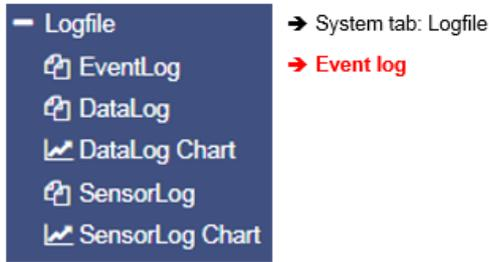 Logfile → System tab: Logfile
EventLog → Event log
DataLog
DataLog Chart
SensorLog
SensorLog Chart